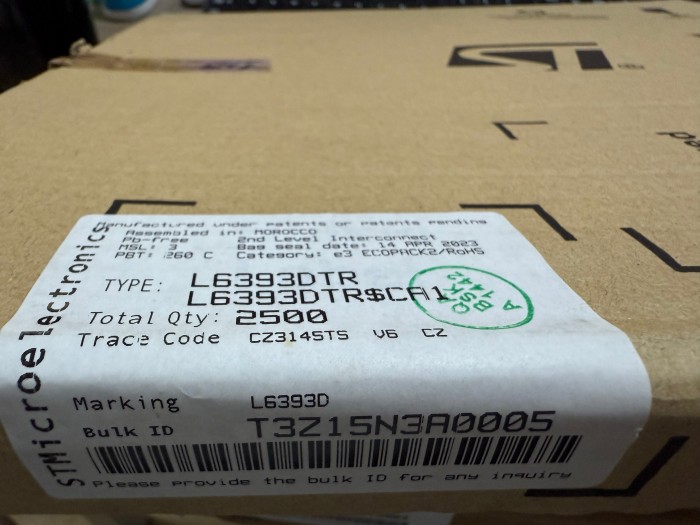 STMicroelectronics
Manufactured under patents or patents pending
Assembled in: MOROCCO
Pb-free 2nd Level Interconnect
MSL: 3 Bag seal date: 14 APR 2023
PBT: 260 C Category: e3 ECOPACK2/RoHS
TYPE: L6393DTR
L6393DTR$CA1
Total Qty: 2500
Trace Code CZ314STS V6 CZ
Marking L6393D
Bulk ID T3Z15N3A0005
Please provide the bulk ID for any inquiry